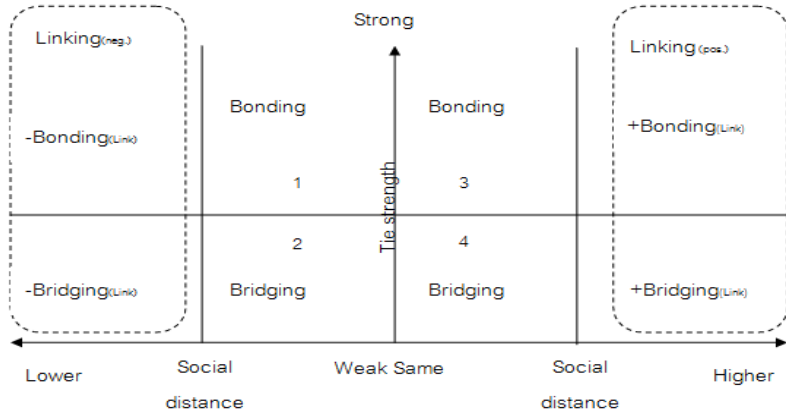 Strong
Linking(neg.)
Linking(pos.)
Bonding
Bonding
-Bonding(Link)
+Bonding(Link)
1
3
Tie strength
2
4
-Bridging(Link)
Bridging
Bridging
+Bridging(Link)
Lower
Social
distance
Weak Same
Social
distance
Higher